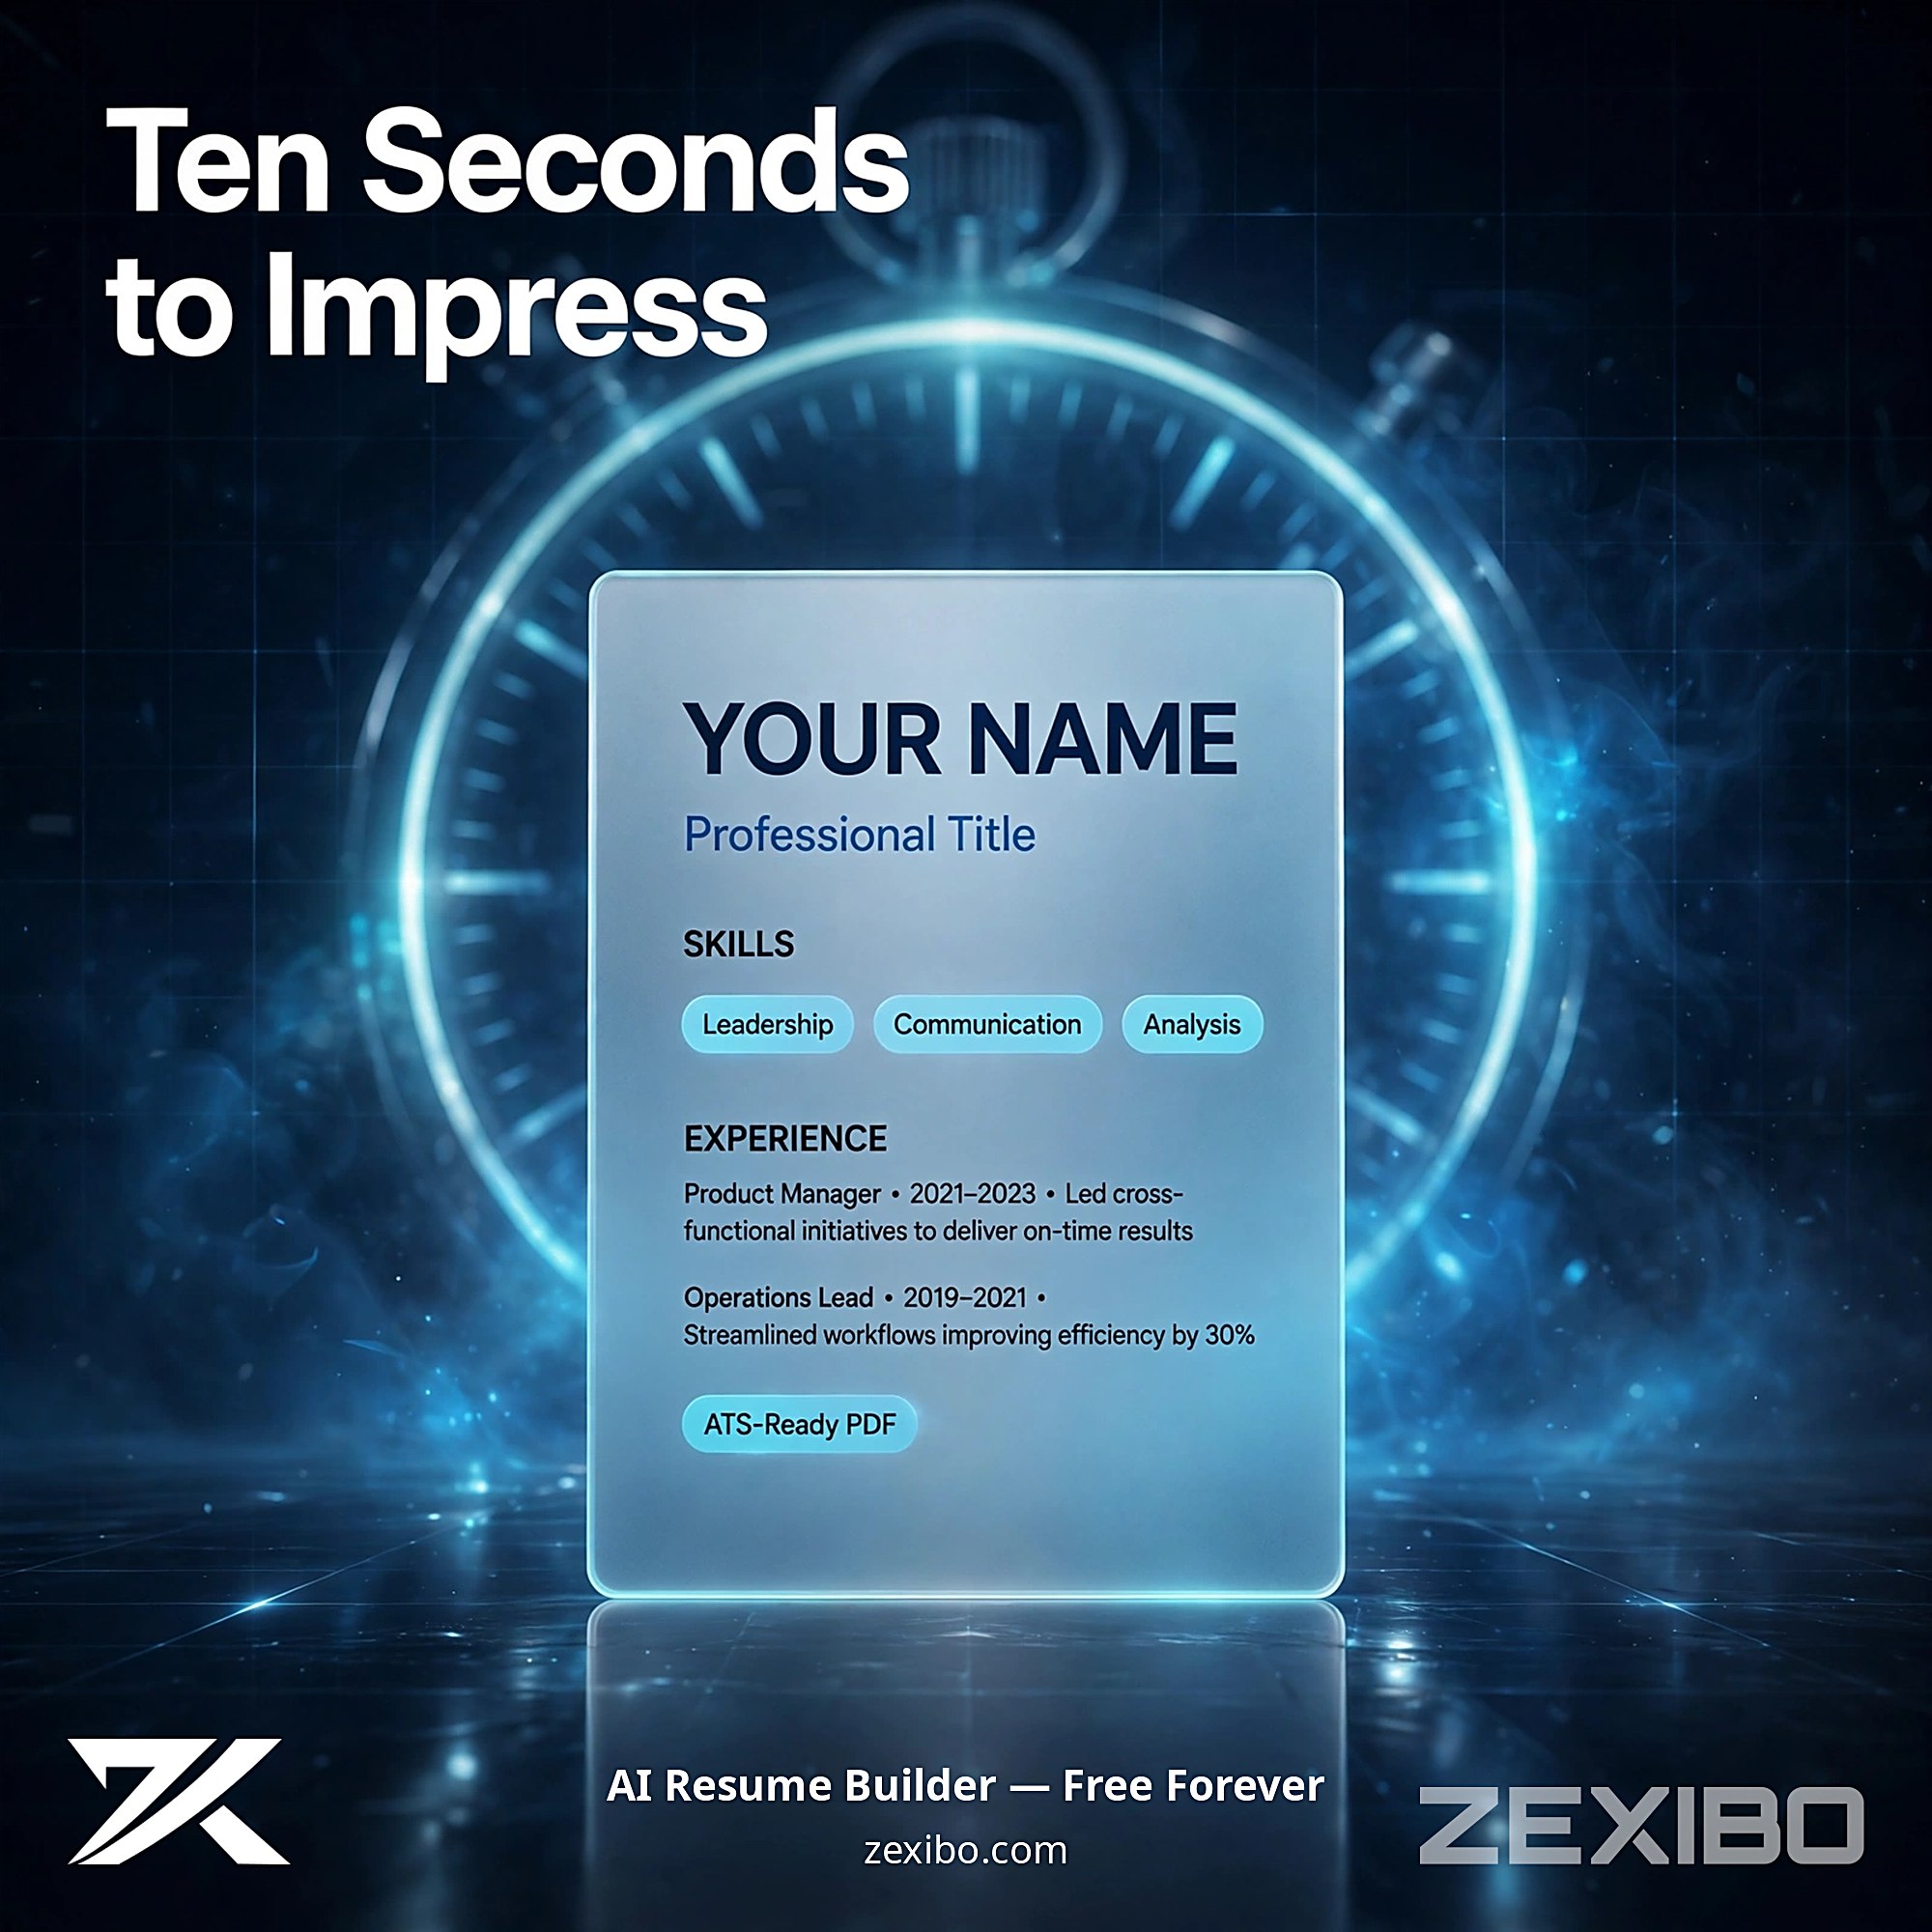 Ten Seconds
to Impress
YOUR NAME
Professional Title
SKILLS
Leadership Communication Analysis
EXPERIENCE
Product Manager • 2021–2023 • Led cross-
functional initiatives to deliver on-time results
Operations Lead • 2019–2021 •
Streamlined workflows improving efficiency by 30%
ATS-Ready PDF
AI Resume Builder — Free Forever
zexibo.com
ZEXIBO